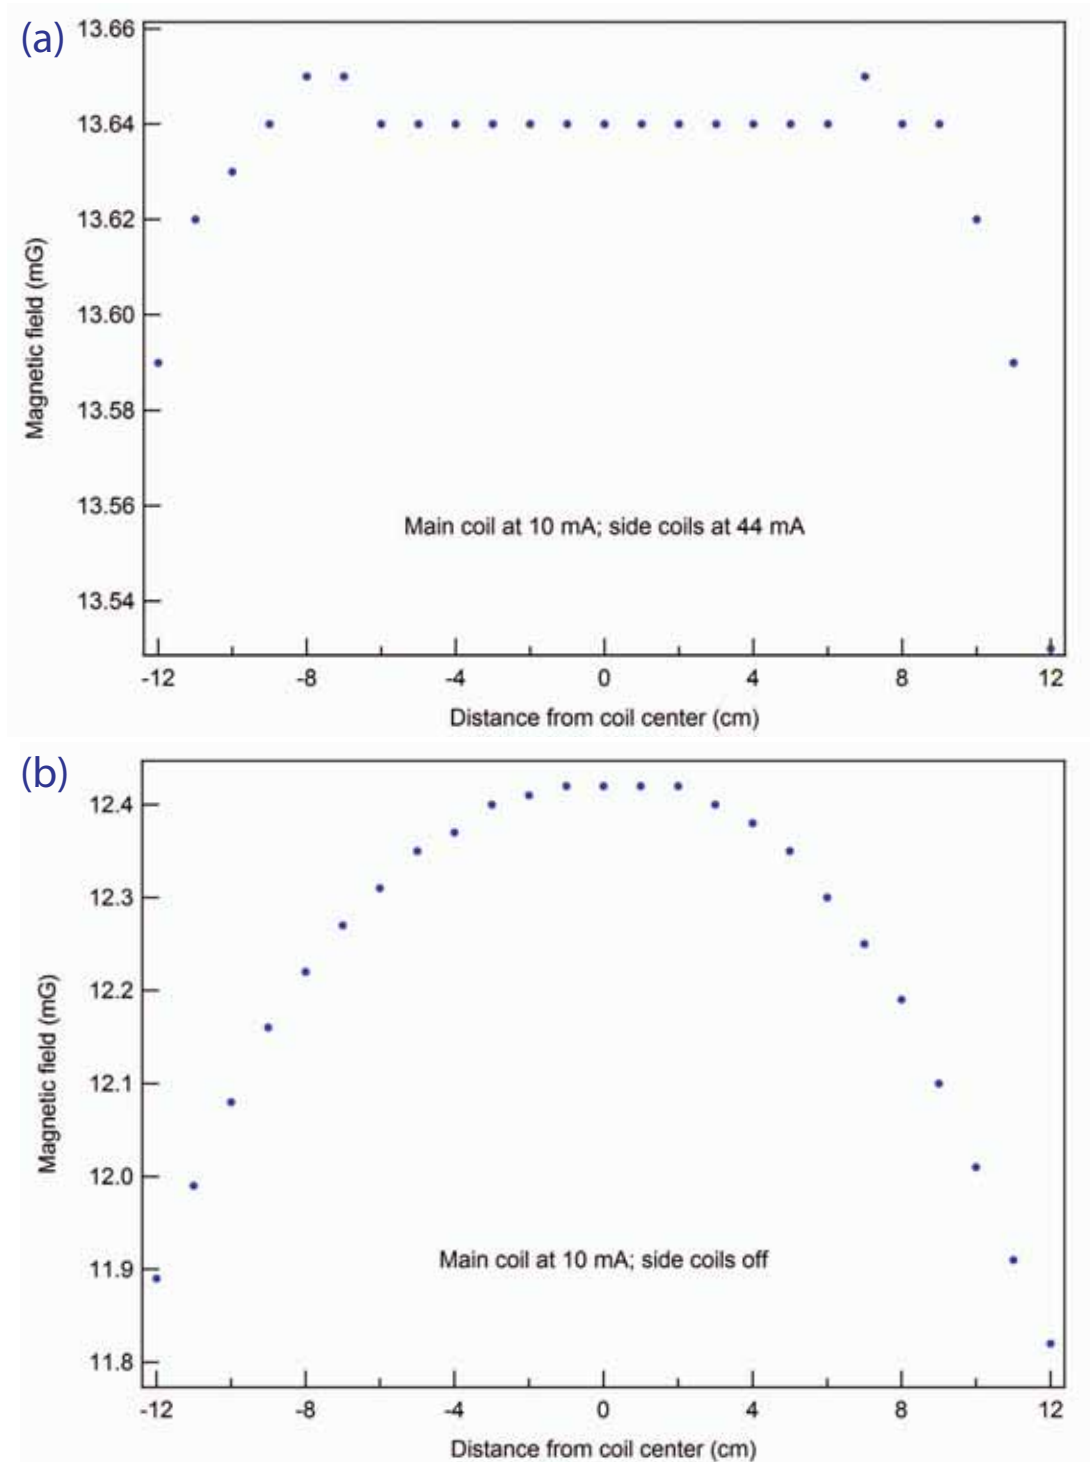 (a)
13.66
13.64
13.62
13.60
13.58
13.56
13.54
Magnetic field (mG)
Main coil at 10 mA; side coils at 44 mA
-12 -8 -4 0 4 8 12
Distance from coil center (cm)
(b)
12.4
12.3
12.2
12.1
12.0
11.9
11.8
Magnetic field (mG)
Main coil at 10 mA; side coils off
-12 -8 -4 0 4 8 12
Distance from coil center (cm)